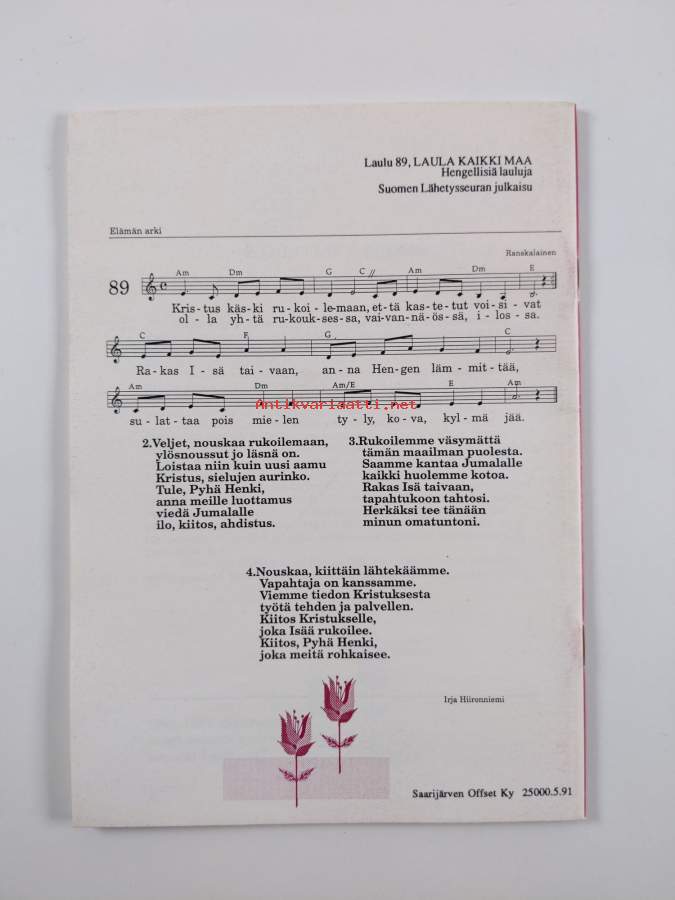 Laulu 89, LAULA KAIKKI MAA
Hengellisiä lauluja
Suomen Lähetysseuran julkaisu
Elämän arki
Ranskalainen
89
Am Dm G C Am Dm E
Kris - tus käs - ki ru - koi - le - maan, et - tä kas - te - tut voi - si - vat
ol - la yh - tä ru - kouk - ses - sa, vai - van - nä - ös - sä, i - los - sa.
C F G C
Ra - kas I - sä tai - vaan, an - na Hen - gen läm - mit - tää,
Am Dm Am/E E Am
Antikvariaatti.net
su - lat - taa pois mie - len ty - ly, ko - va, kyl - mä jää.
2.Veljet, nouskaa rukoilemaan,
ylösnoussut jo läsnä on.
Loistaa niin kuin uusi aamu
Kristus, sielujen aurinko.
Tule, Pyhä Henki,
anna meille luottamus
viedä Jumalalle
ilo, kiitos, ahdistus.
3.Rukoilemme väsymättä
tämän maailman puolesta.
Saamme kantaa Jumalalle
kaikki huolemme kotoa.
Rakas Isä taivaan,
tapahtukoon tahtosi.
Herkäksi tee tänään
minun omatuntoni.
4.Nouskaa, kiittäin lähtekäämme.
Vapahtaja on kanssamme.
Viemme tiedon Kristuksesta
työtä tehden ja palvellen.
Kiitos Kristukselle,
joka Isää rukoilee.
Kiitos, Pyhä Henki,
joka meitä rohkaisee.
Irja Hiironniemi
Saarijärven Offset Ky 25000.5.91